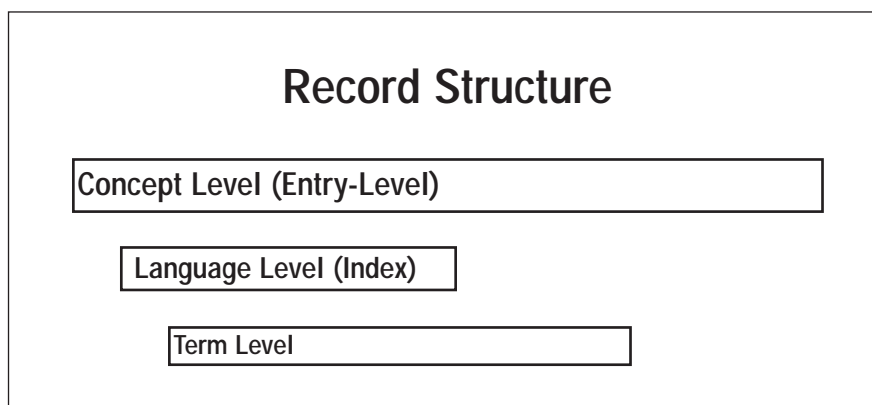 Record Structure
Concept Level (Entry-Level)
Language Level (Index)
Term Level